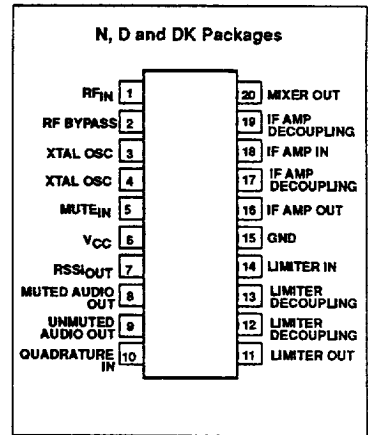 N, D and DK Packages
RFIN 1
RF BYPASS 2
XTAL OSC 3
XTAL OSC 4
MUTEIN 5
VCC 6
RSSIOUT 7
MUTED AUDIO
OUT 8
UNMUTED
AUDIO OUT 9
QUADRATURE
IN 10
20 MIXER OUT
19 IF AMP
DECOUPLING
18 IF AMP IN
17 IF AMP
DECOUPLING
16 IF AMP OUT
15 GND
14 LIMITER IN
13 LIMITER
DECOUPLING
12 LIMITER
DECOUPLING
11 LIMITER OUT